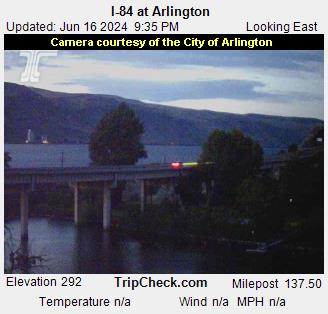 I-84 at Arlington
Updated: Jun 16 2024 9:35 PM Looking East
Camera courtesy of the City of Arlington
Elevation 292 TripCheck.com Milepost 137.50
Temperature n/a Wind n/a MPH n/a